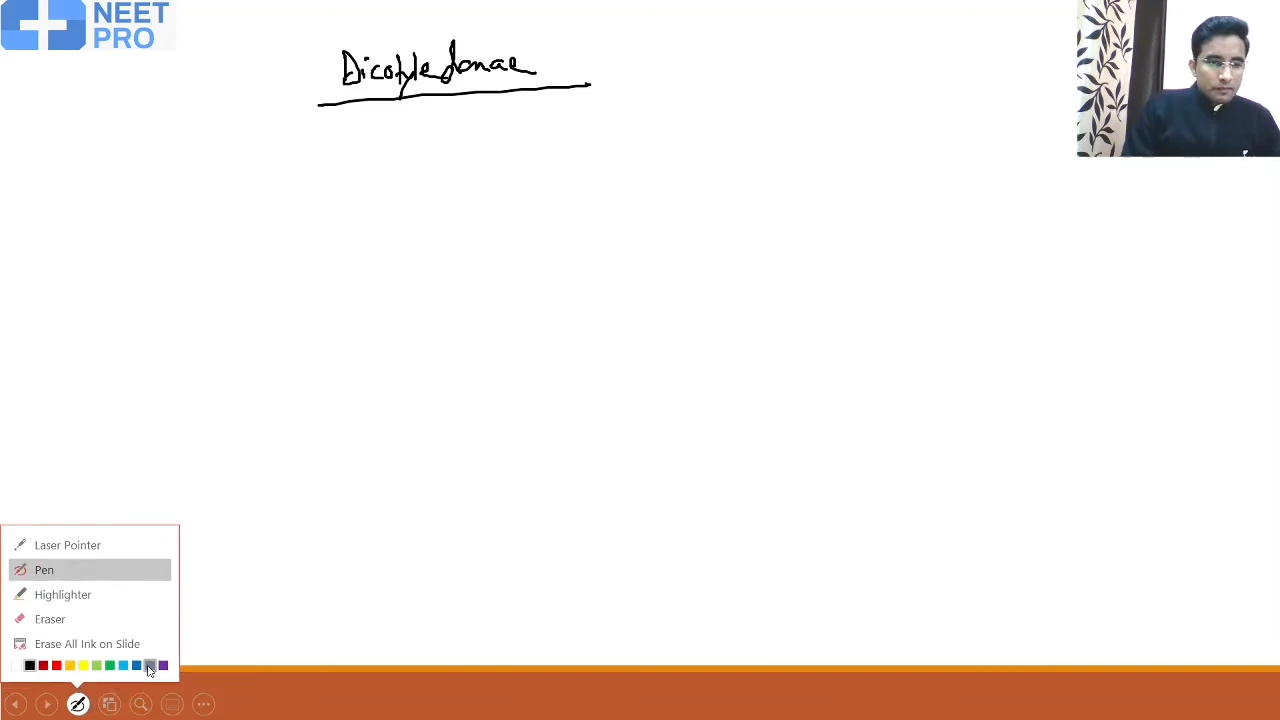 NEET
PRO
Dicotyledonae
Laser Pointer
Pen
Highlighter
Eraser
Erase All Ink on Slide